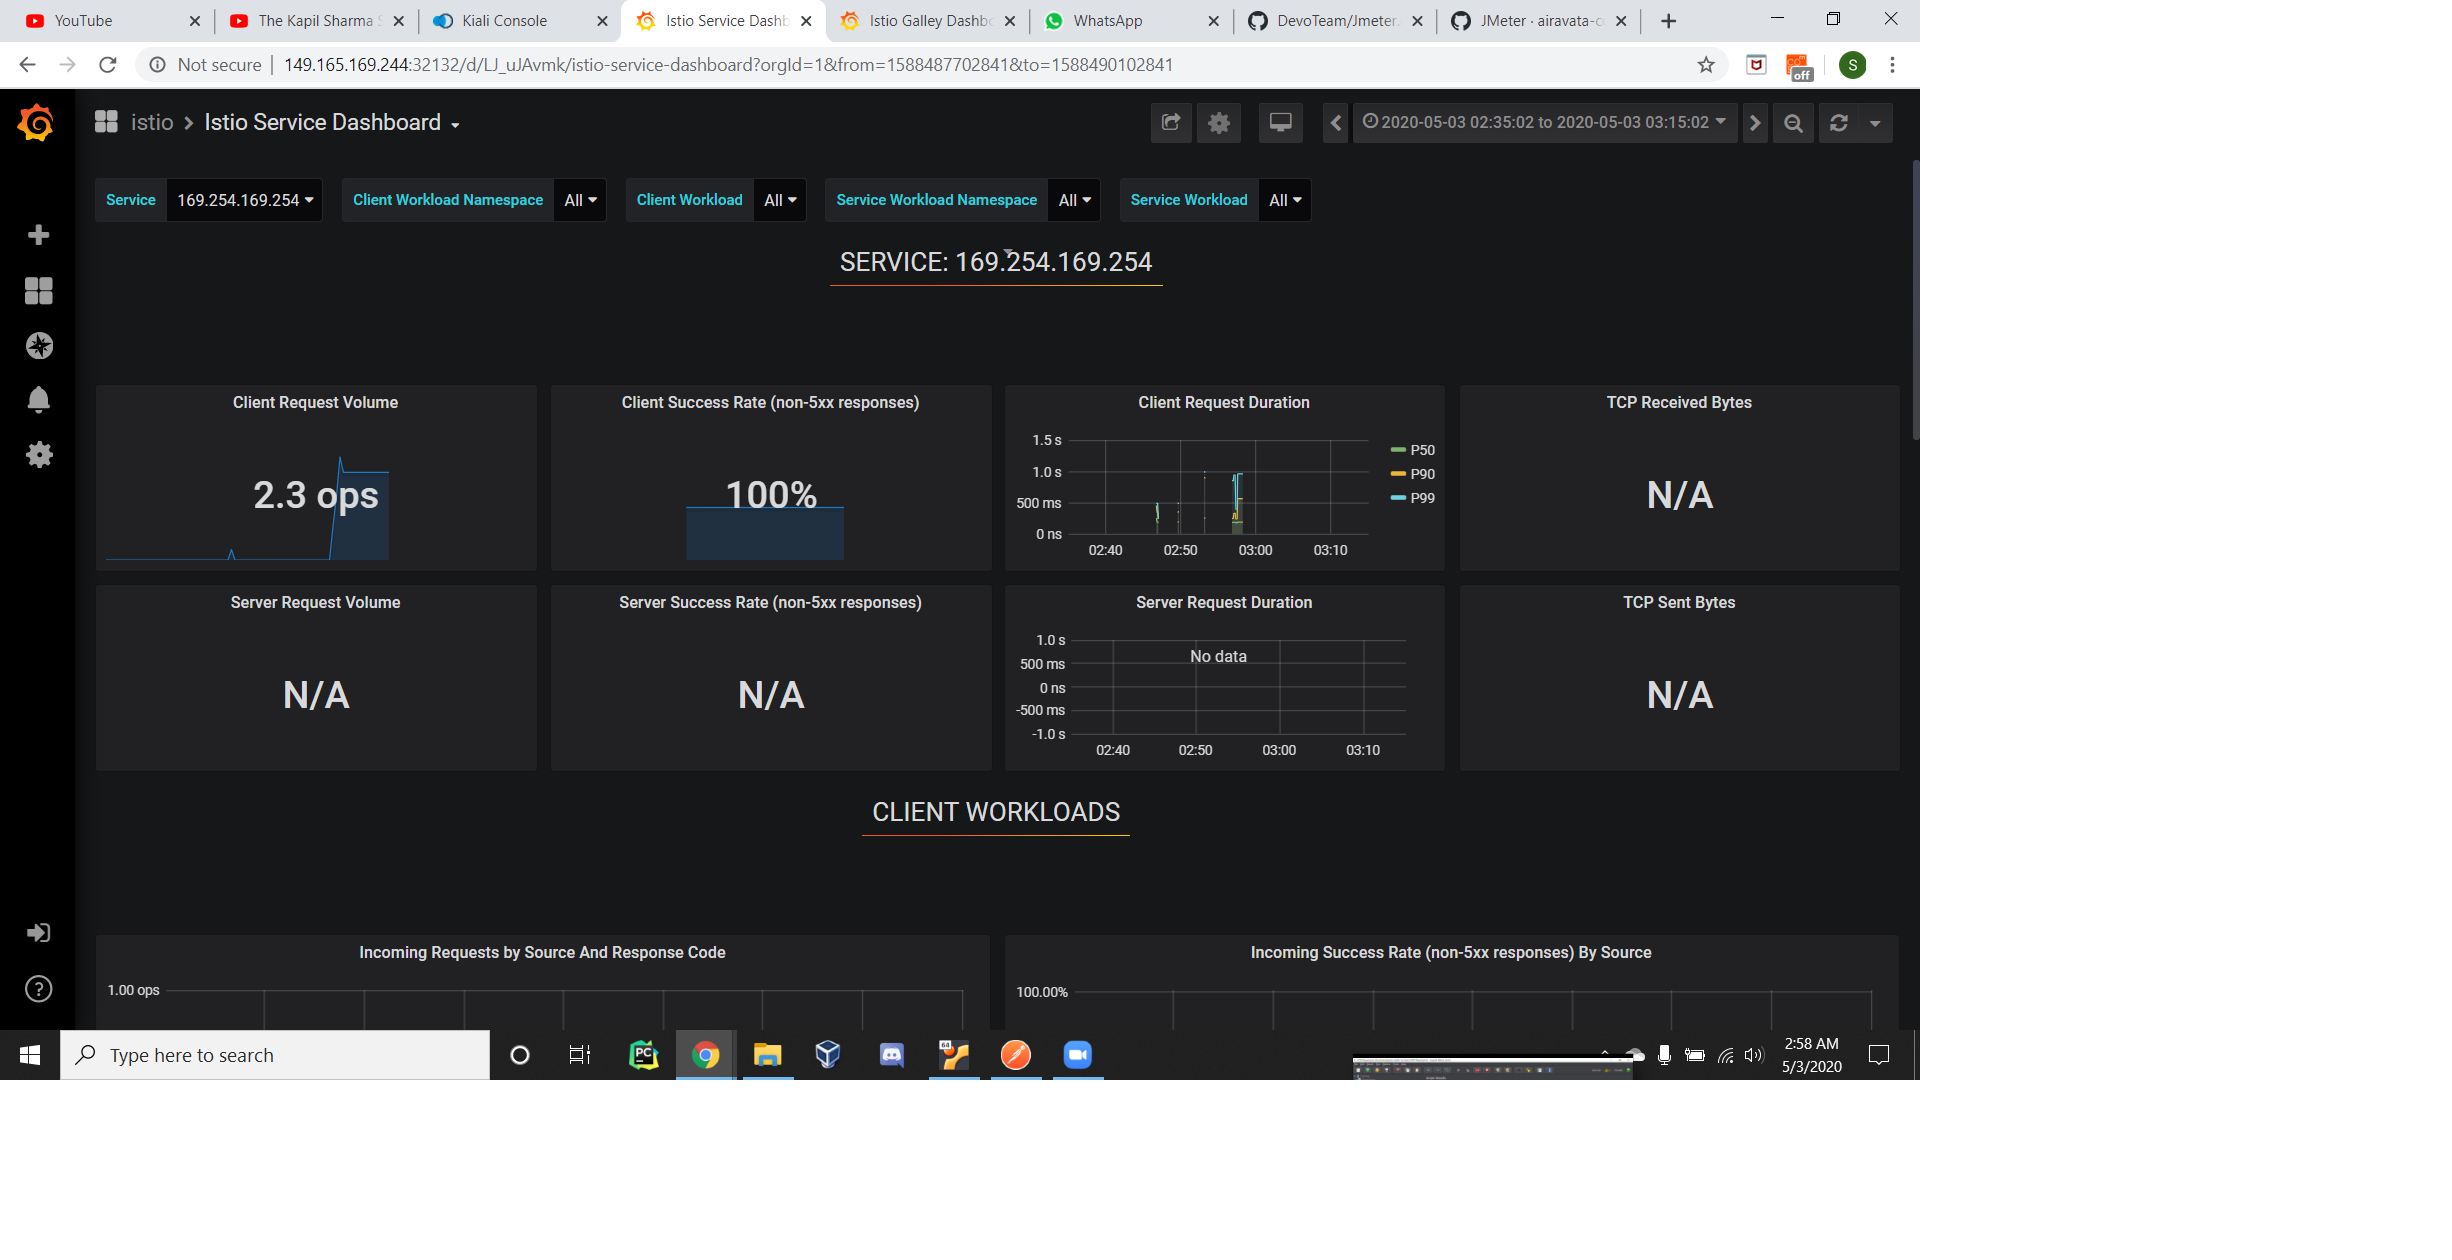 YouTube
The Kapil Sharma S
Kiali Console
Istio Service Dashb
Istio Galley Dashbo
WhatsApp
DevoTeam/Jmeter
JMeter · airavata-c
Not secure
149.165.169.244:32132/d/LJ_uJAvmk/istio-service-dashboard?orgId=1&from=1588487702841&to=1588490102841
off
S
istio > Istio Service Dashboard
2020-05-03 02:35:02 to 2020-05-03 03:15:02
Service 169.254.169.254
Client Workload Namespace All
Client Workload All
Service Workload Namespace All
Service Workload All
SERVICE: 169.254.169.254
Client Request Volume
2.3 ops
Client Success Rate (non-5xx responses)
100%
Client Request Duration
1.5 s
1.0 s
500 ms
0 ns
02:40 02:50 03:00 03:10
P50
P90
P99
TCP Received Bytes
N/A
Server Request Volume
N/A
Server Success Rate (non-5xx responses)
N/A
Server Request Duration
1.0 s
500 ms
0 ns
-500 ms
-1.0 s
No data
02:40 02:50 03:00 03:10
TCP Sent Bytes
N/A
CLIENT WORKLOADS
Incoming Requests by Source And Response Code
1.00 ops
Incoming Success Rate (non-5xx responses) By Source
100.00%
Type here to search
PC
64
2:58 AM
5/3/2020